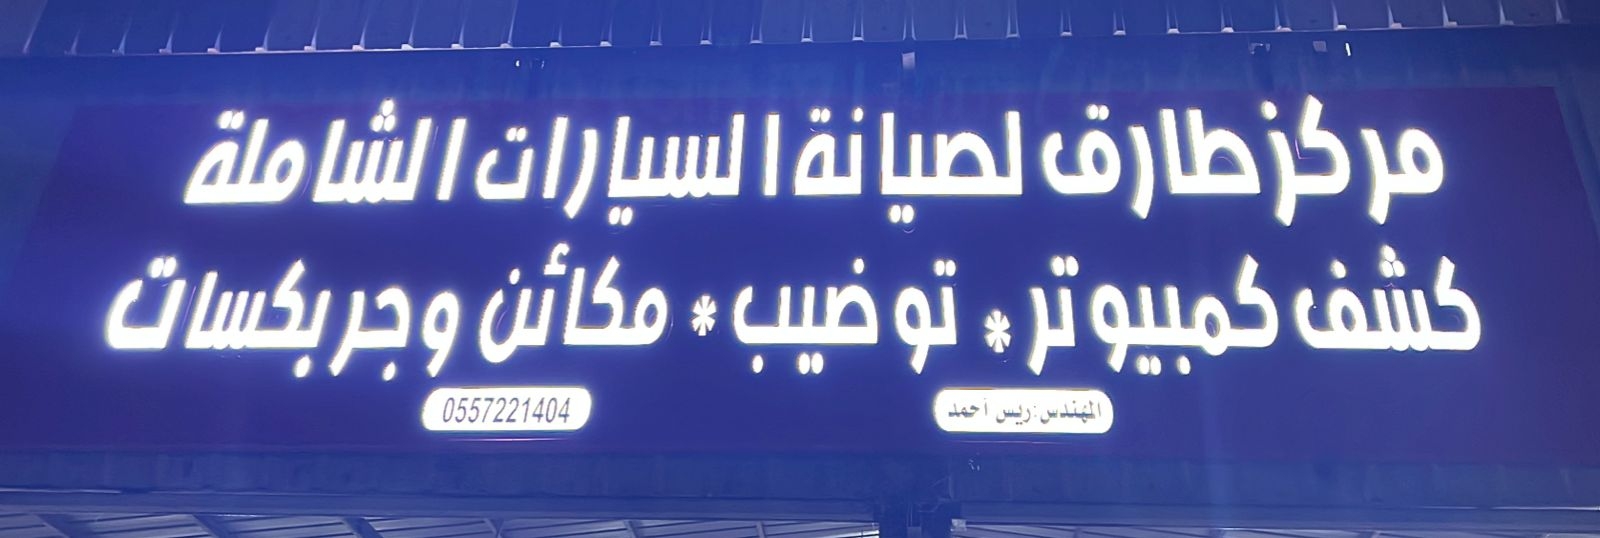 مركز طارق لصيانة السيارات الشاملة
كشف كمبيوتر * توضيب * مكائن وجربكسات
المهندس: ريس أحمد
0557221404